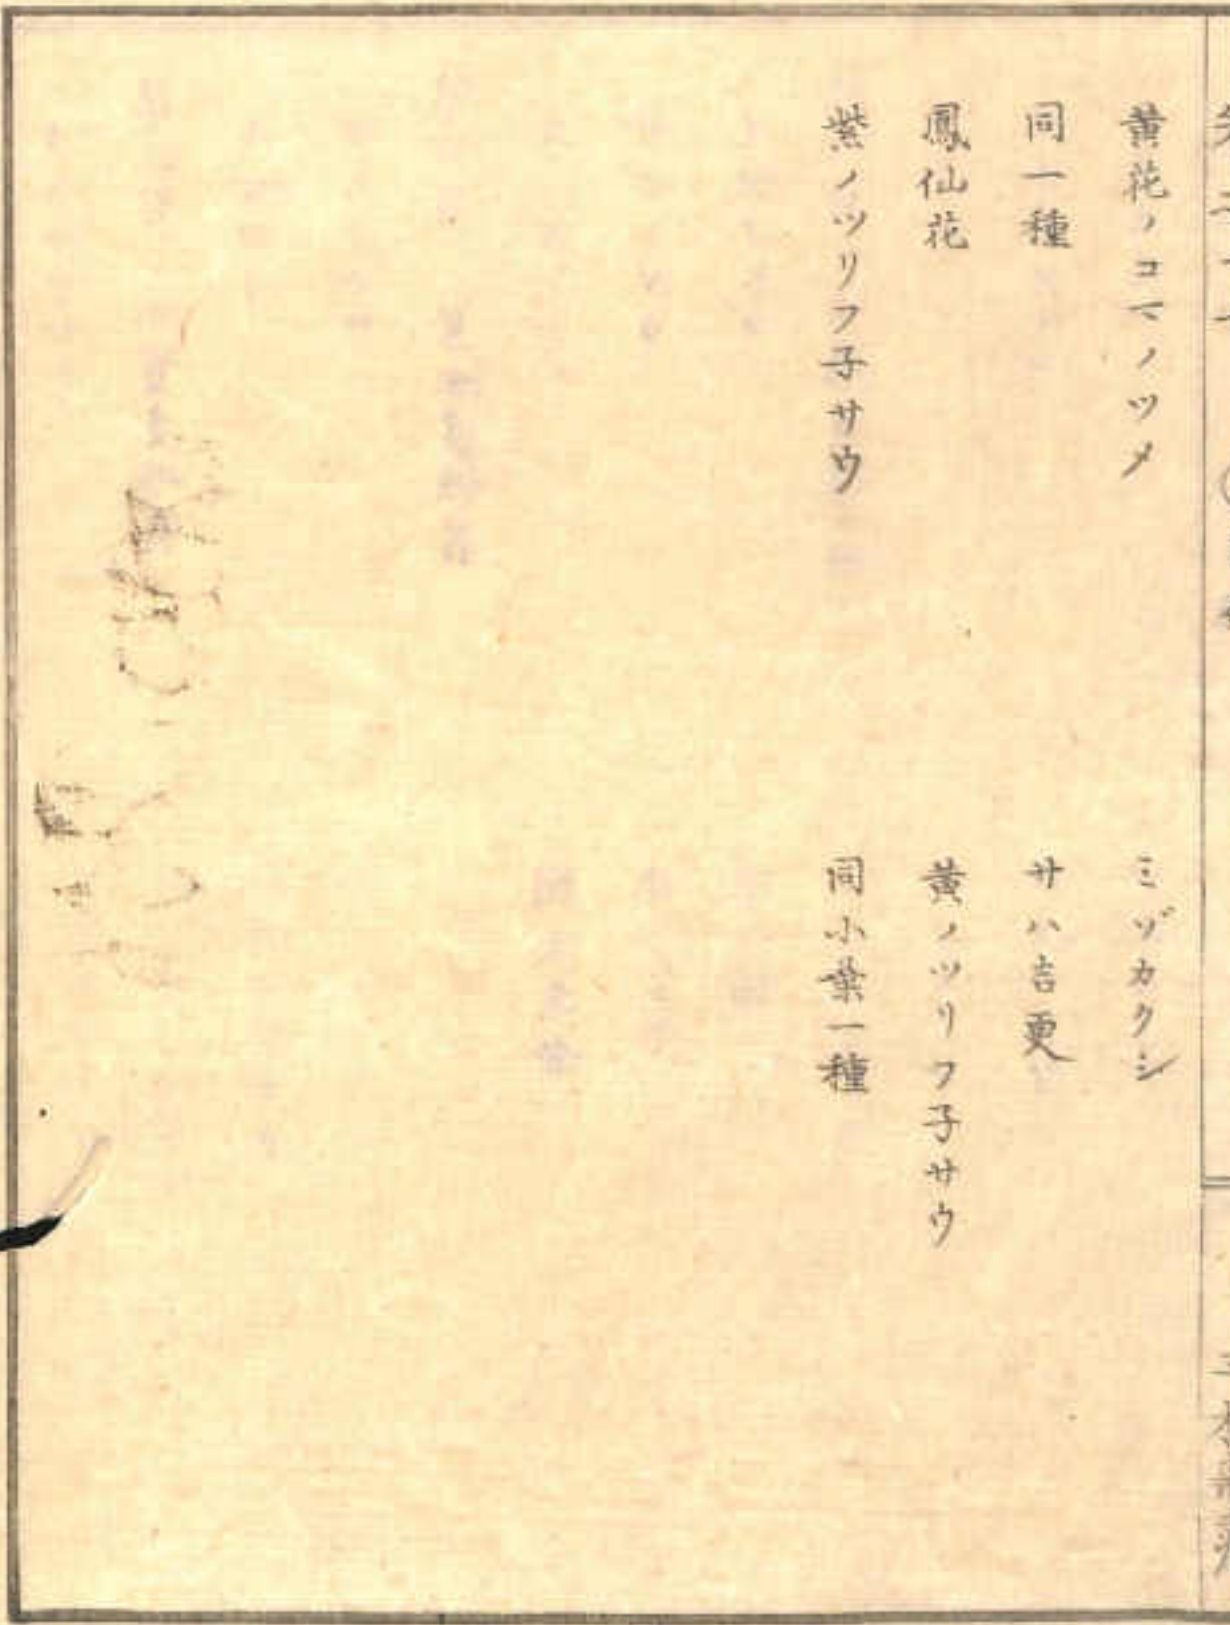 黄花ノコマノツメ
ミヅカクシ
同一種
サハ吉更
鳳仙花
黄ノツリフ子サウ
紫ノツリフ子サウ
同小葉一種